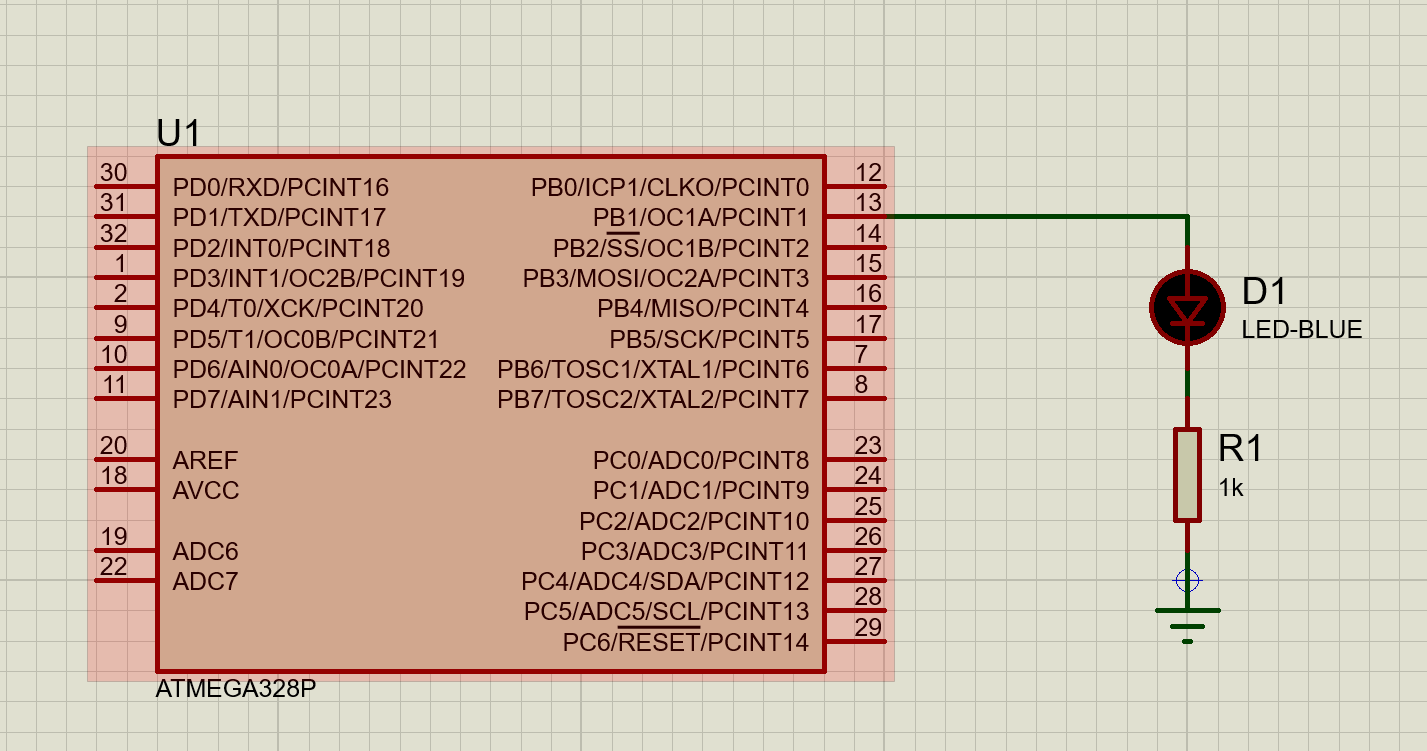 U1
30
PD0/RXD/PCINT16
31
PD1/TXD/PCINT17
32
PD2/INT0/PCINT18
1
PD3/INT1/OC2B/PCINT19
2
PD4/T0/XCK/PCINT20
9
PD5/T1/OC0B/PCINT21
10
PD6/AIN0/OC0A/PCINT22
11
PD7/AIN1/PCINT23
20
AREF
18
AVCC
19
ADC6
22
ADC7
12
PB0/ICP1/CLKO/PCINT0
13
PB1/OC1A/PCINT1
14
PB2/SS/OC1B/PCINT2
15
PB3/MOSI/OC2A/PCINT3
16
PB4/MISO/PCINT4
17
PB5/SCK/PCINT5
7
PB6/TOSC1/XTAL1/PCINT6
8
PB7/TOSC2/XTAL2/PCINT7
23
PC0/ADC0/PCINT8
24
PC1/ADC1/PCINT9
25
PC2/ADC2/PCINT10
26
PC3/ADC3/PCINT11
27
PC4/ADC4/SDA/PCINT12
28
PC5/ADC5/SCL/PCINT13
29
PC6/RESET/PCINT14
ATMEGA328P
D1
LED-BLUE
R1
1k